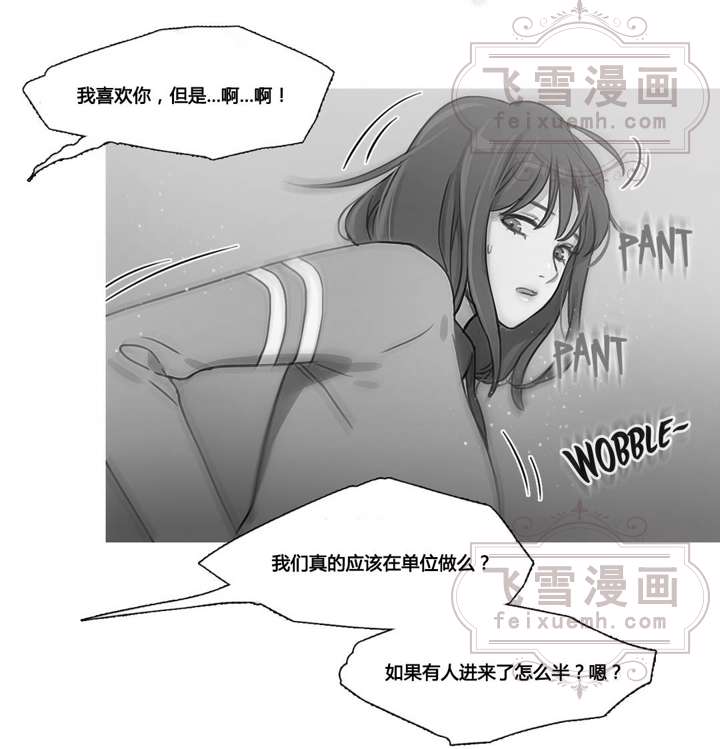 飞雪漫画
feixuemh.com
我喜欢你，但是...啊...啊！
PANT
PANT
WOBBLE~
我们真的应该在单位做么？
飞雪漫画
feixuemh.com
如果有人进来了怎么半？嗯？